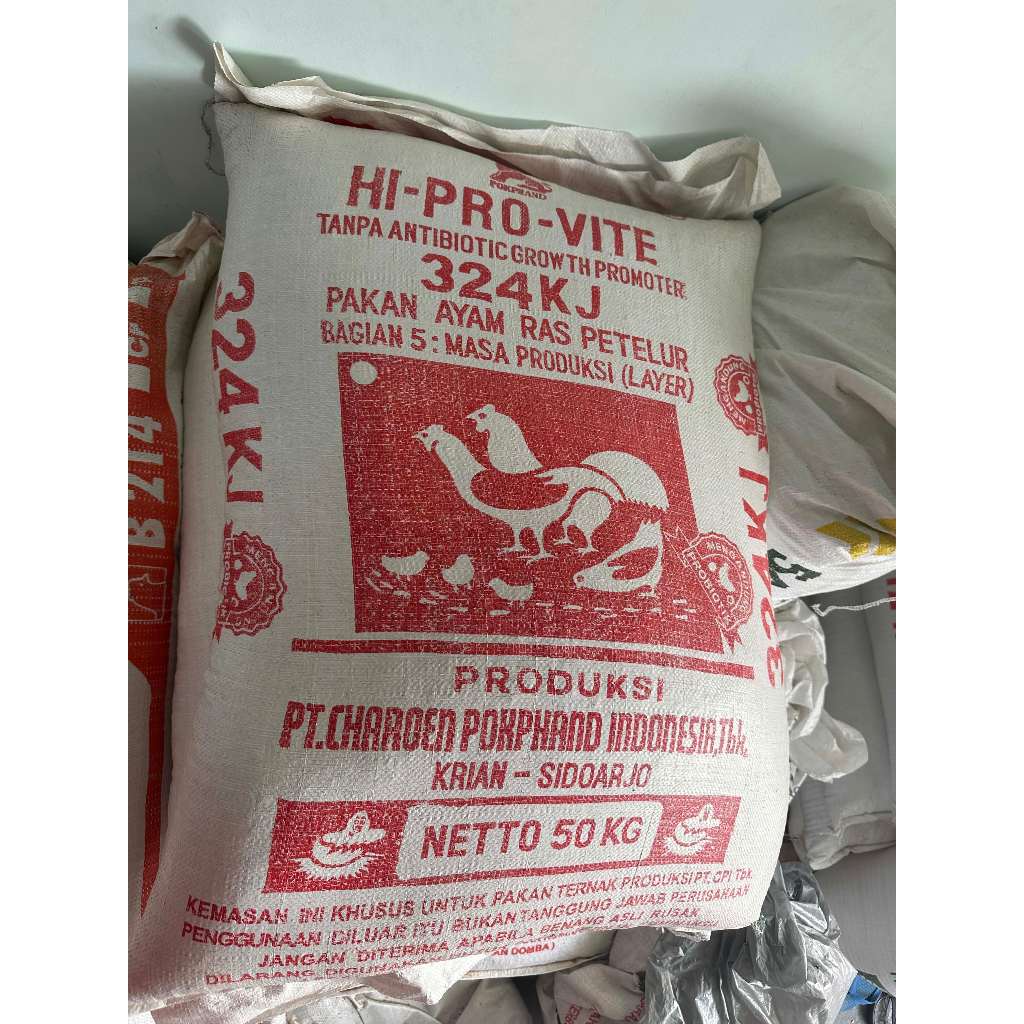 POKPHAND
HI-PRO-VITE
TANPA ANTIBIOTIC GROWTH PROMOTER
324KJ
PAKAN AYAM RAS PETELUR
BAGIAN 5: MASA PRODUKSI (LAYER)
324KJ
PRODUKSI
PT.CHAROEN POKPHAND INDONESIA,Tbk.
KRIAN - SIDOARJO
NETTO 50 KG
KEMASAN INI KHUSUS UNTUK PAKAN TERNAK PRODUKSI PT. CPI Tbk.
PENGGUNAAN DILUAR ITU BUKAN TANGGUNG JAWAB PERUSAHAAN
JANGAN DITERIMA APABILA BENANG ASLI RUSAK
DILARANG
DOMBA)